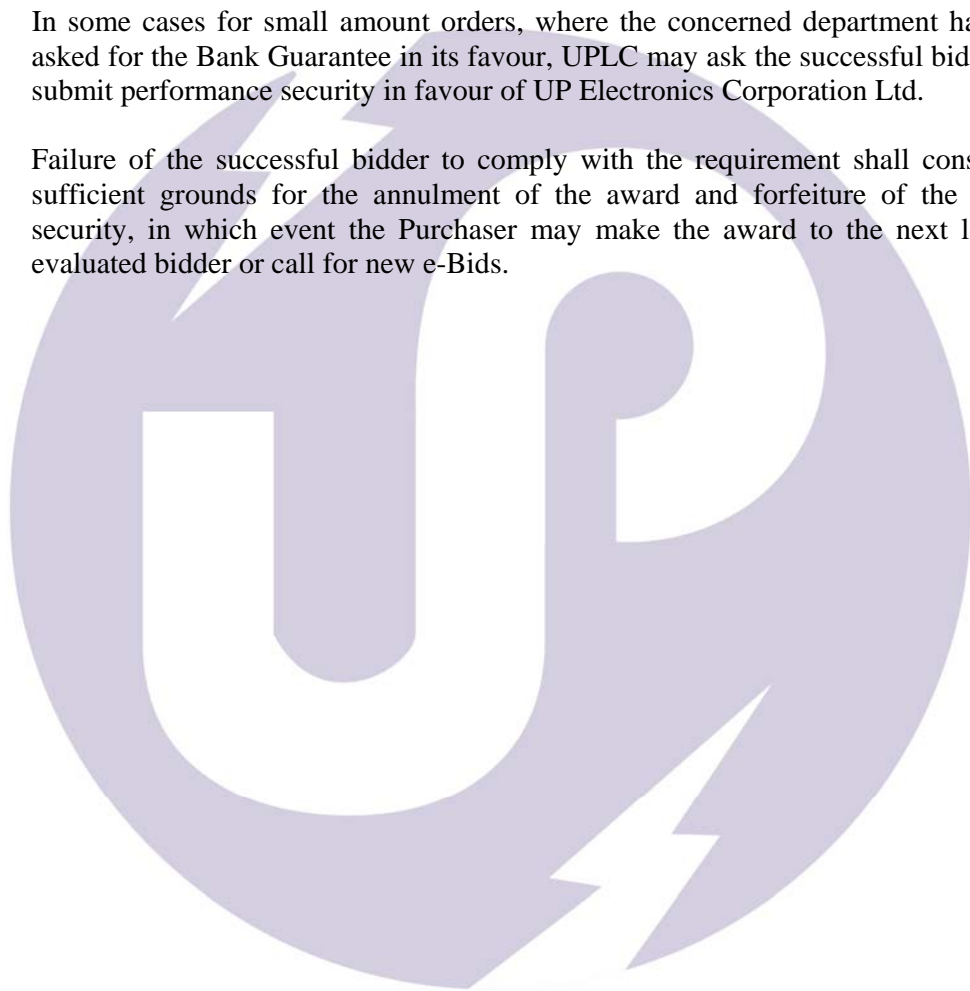 In some cases for small amount orders, where the concerned department ha
asked for the Bank Guarantee in its favour, UPLC may ask the successful bid
submit performance security in favour of UP Electronics Corporation Ltd.
Failure of the successful bidder to comply with the requirement shall cons
sufficient grounds for the annulment of the award and forfeiture of the
security, in which event the Purchaser may make the award to the next l
evaluated bidder or call for new e-Bids.
UP